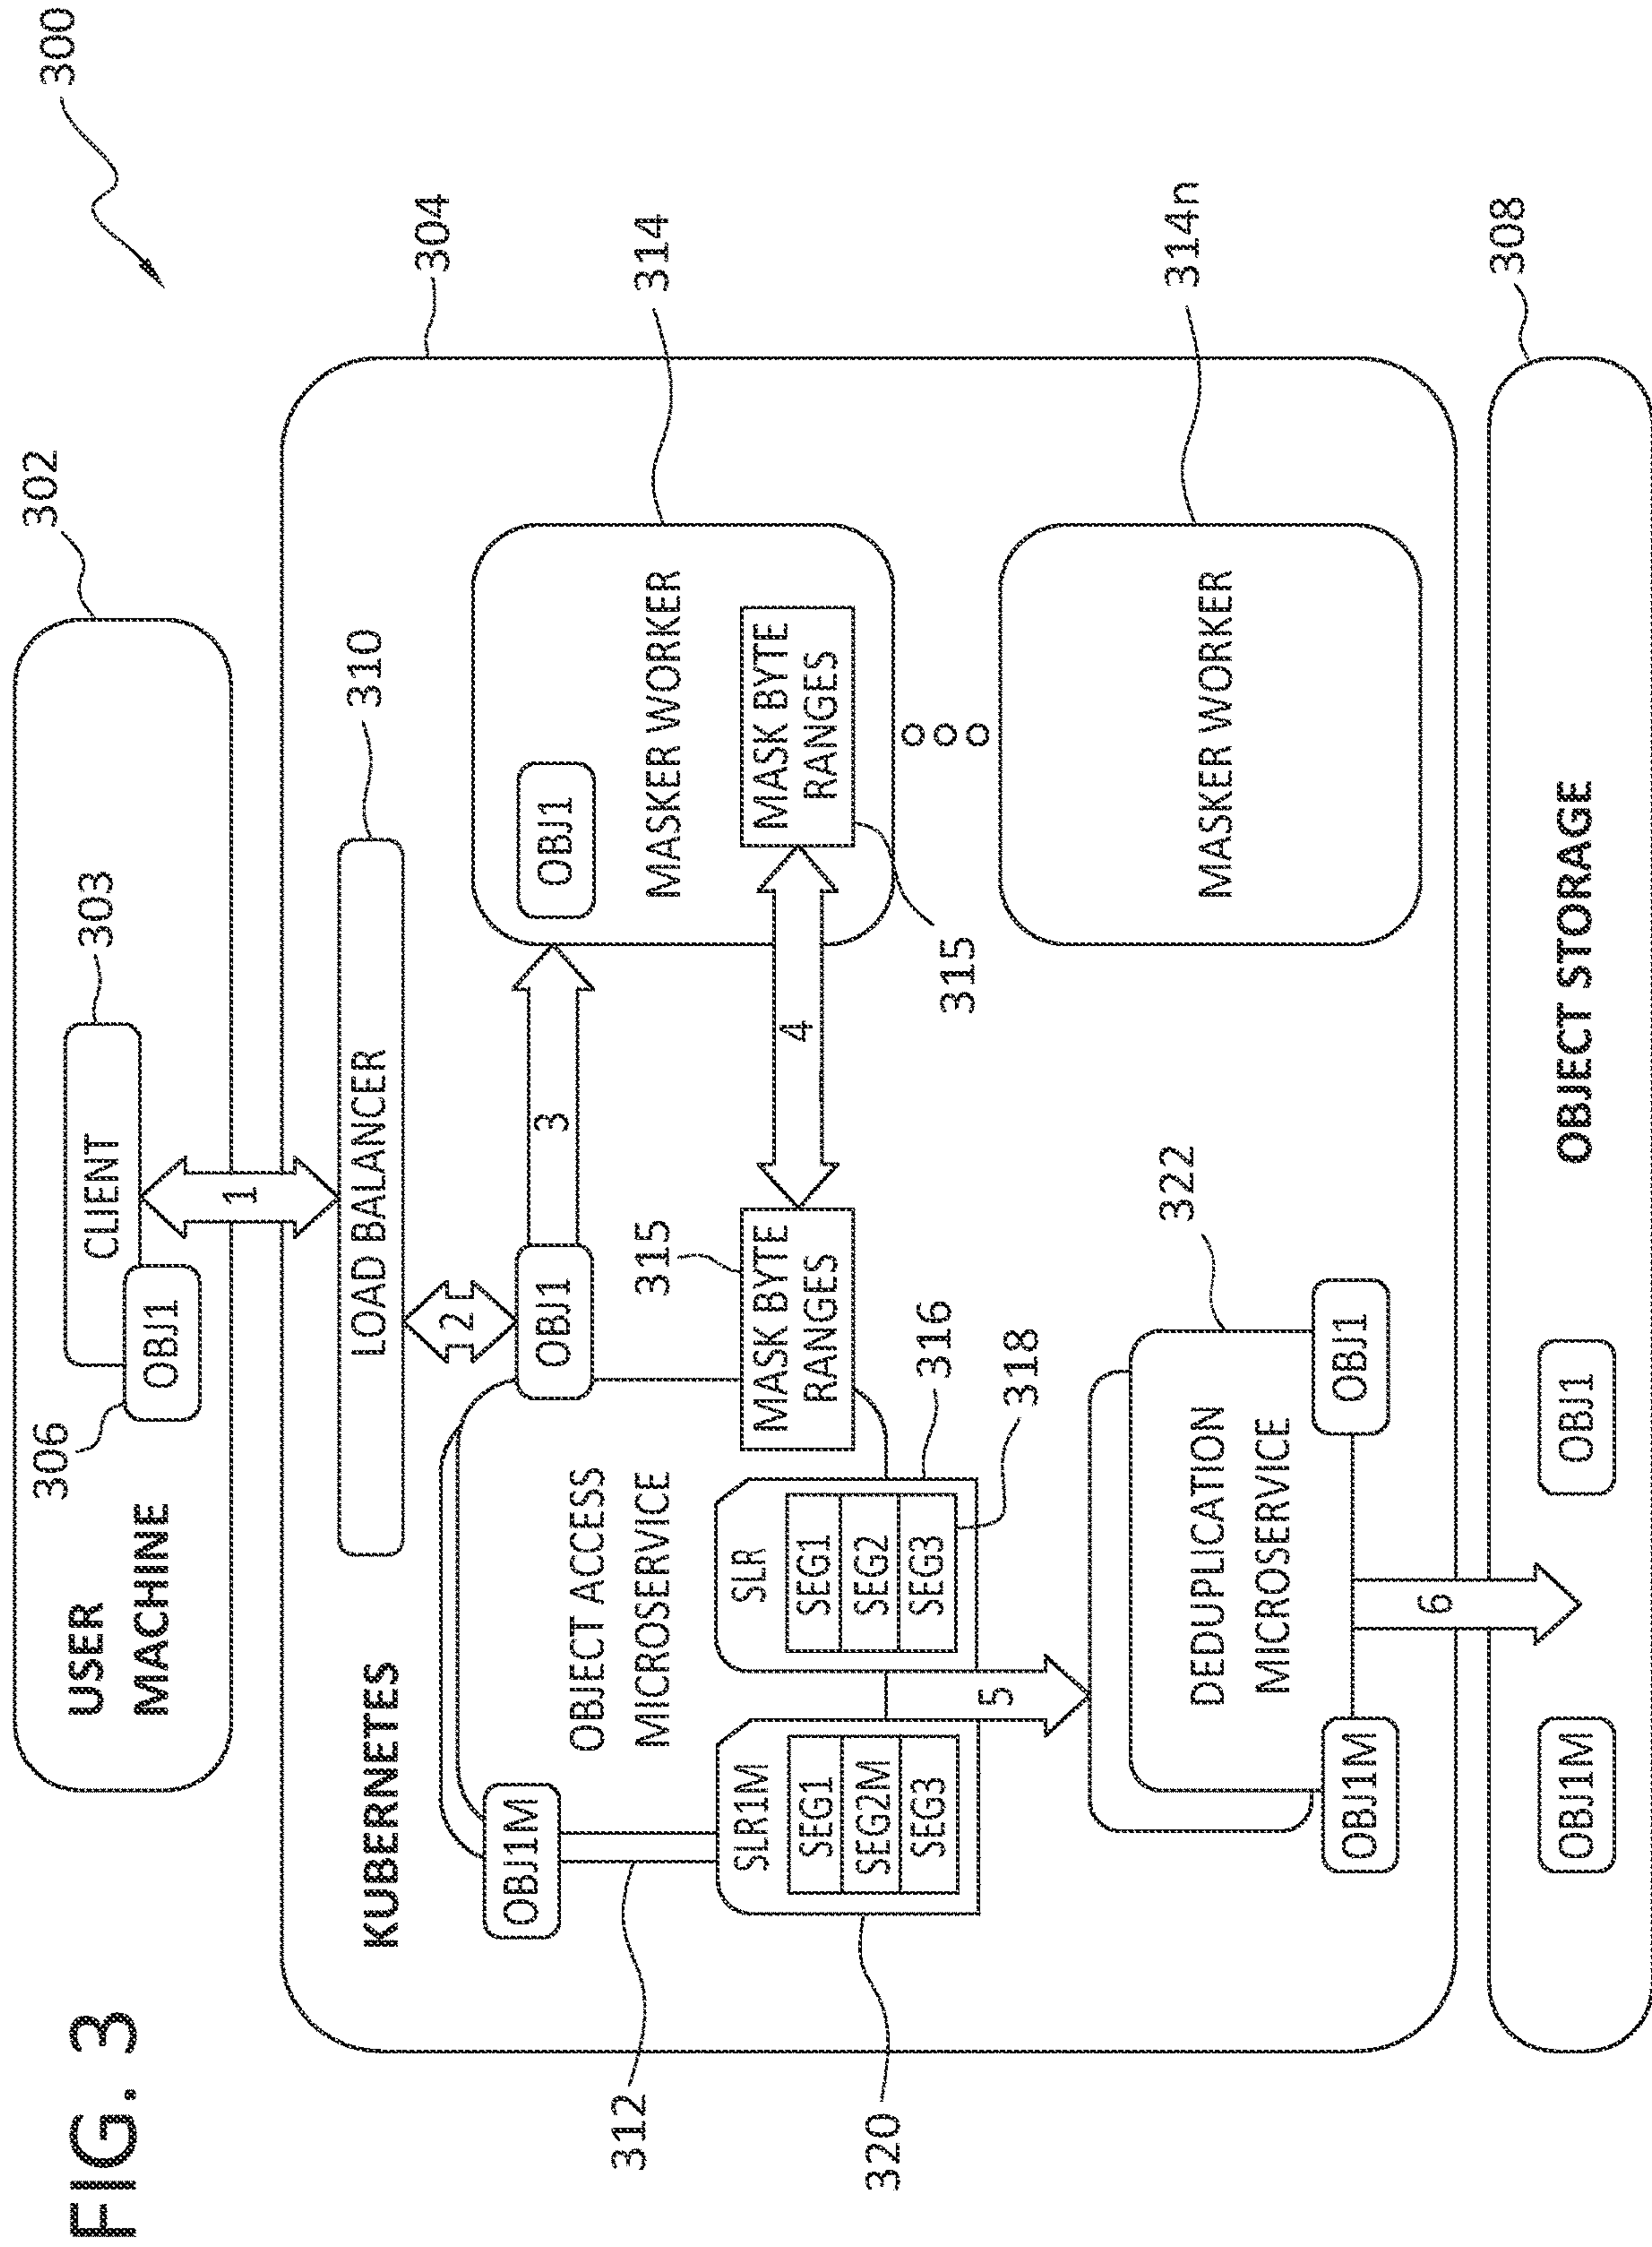 FIG. 3
300
302
USER
MACHINE
306
OBJ1
CLIENT
303
1
304
KUBERNETES
LOAD BALANCER
310
2
OBJ1M
312
OBJECT ACCESS
MICROSERVICE
OBJ1
3
OBJ1
MASKER WORKER
314
MASK BYTE
RANGES
315
4
MASK BYTE
RANGES
315
SLR1M
SEG1
SEG2M
SEG3
320
SLR
SEG1
SEG2
SEG3
316
318
5
MASKER WORKER
314n
DEDUPLICATION
MICROSERVICE
322
OBJ1M
OBJ1
6
308
OBJ1M
OBJ1
OBJECT STORAGE